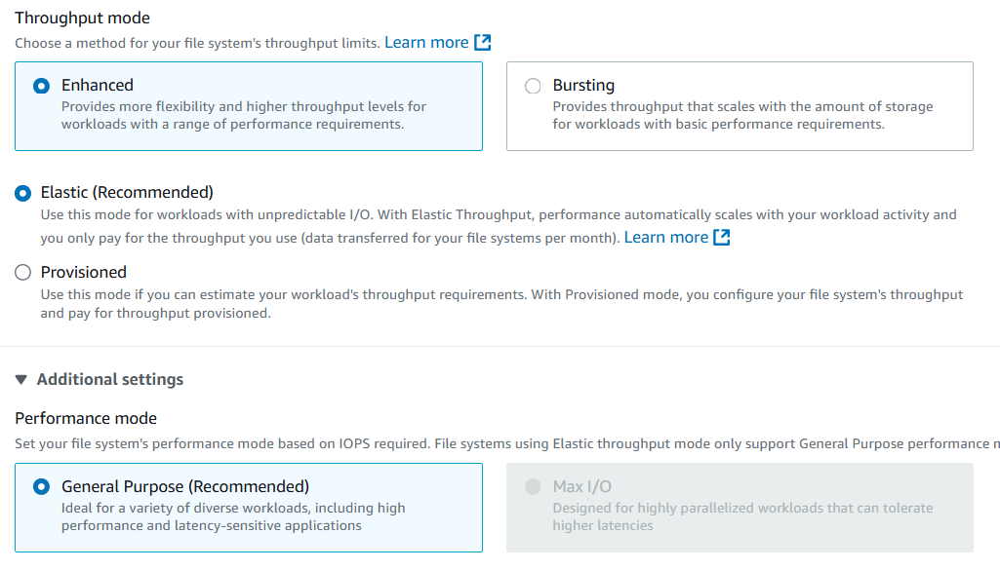 Throughput mode
Choose a method for your file system's throughput limits. Learn more
Enhanced
Provides more flexibility and higher throughput levels for
workloads with a range of performance requirements.
Bursting
Provides throughput that scales with the amount of storage
for workloads with basic performance requirements.
Elastic (Recommended)
Use this mode for workloads with unpredictable I/O. With Elastic Throughput, performance automatically scales with your workload activity and
you only pay for the throughput you use (data transferred for your file systems per month). Learn more
Provisioned
Use this mode if you can estimate your workload's throughput requirements. With Provisioned mode, you configure your file system's throughput
and pay for throughput provisioned.
Additional settings
Performance mode
Set your file system's performance mode based on IOPS required. File systems using Elastic throughput mode only support General Purpose performance
General Purpose (Recommended)
Ideal for a variety of diverse workloads, including high
performance and latency-sensitive applications
Max I/O
Designed for highly parallelized workloads that can tolerate
higher latencies